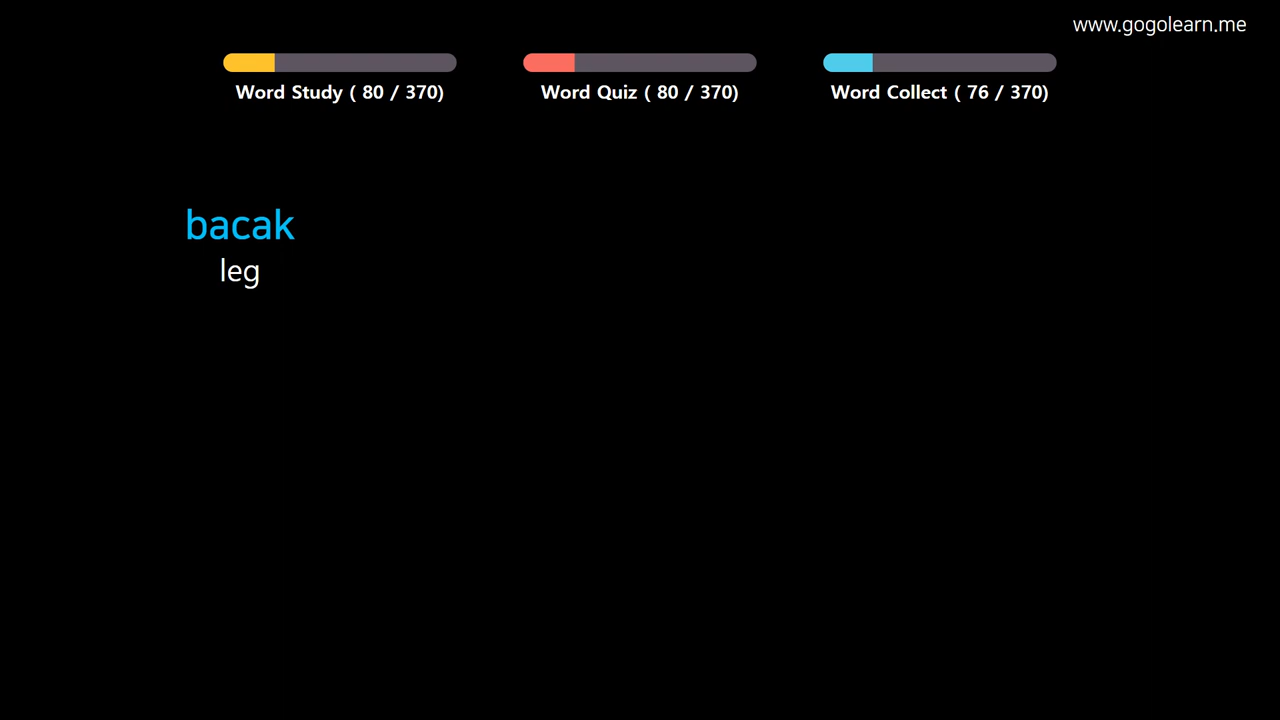 www.gogolearn.me
Word Study ( 80 / 370)
Word Quiz ( 80 / 370)
Word Collect ( 76 / 370)
bacak
leg